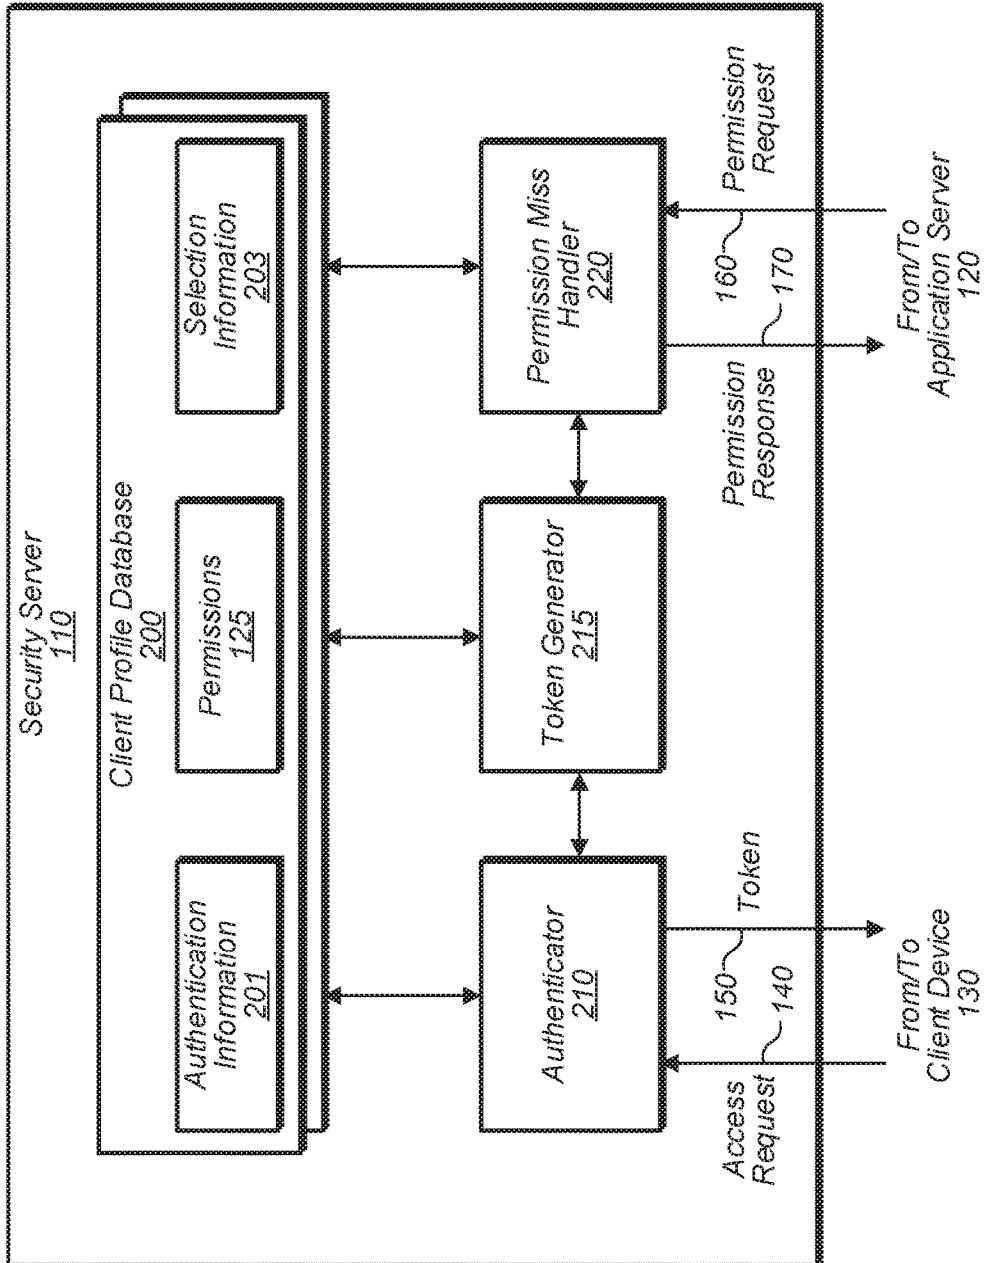 Security Server
110
Client Profile Database
200
Authentication
Information
201
Permissions
125
Selection
Information
203
Authenticator
210
Token Generator
215
Permission Miss
Handler
220
Access
Request
140
150
Token
Permission
Response
170
160
Permission
Request
From/To
Client Device
130
From/To
Application Server
120